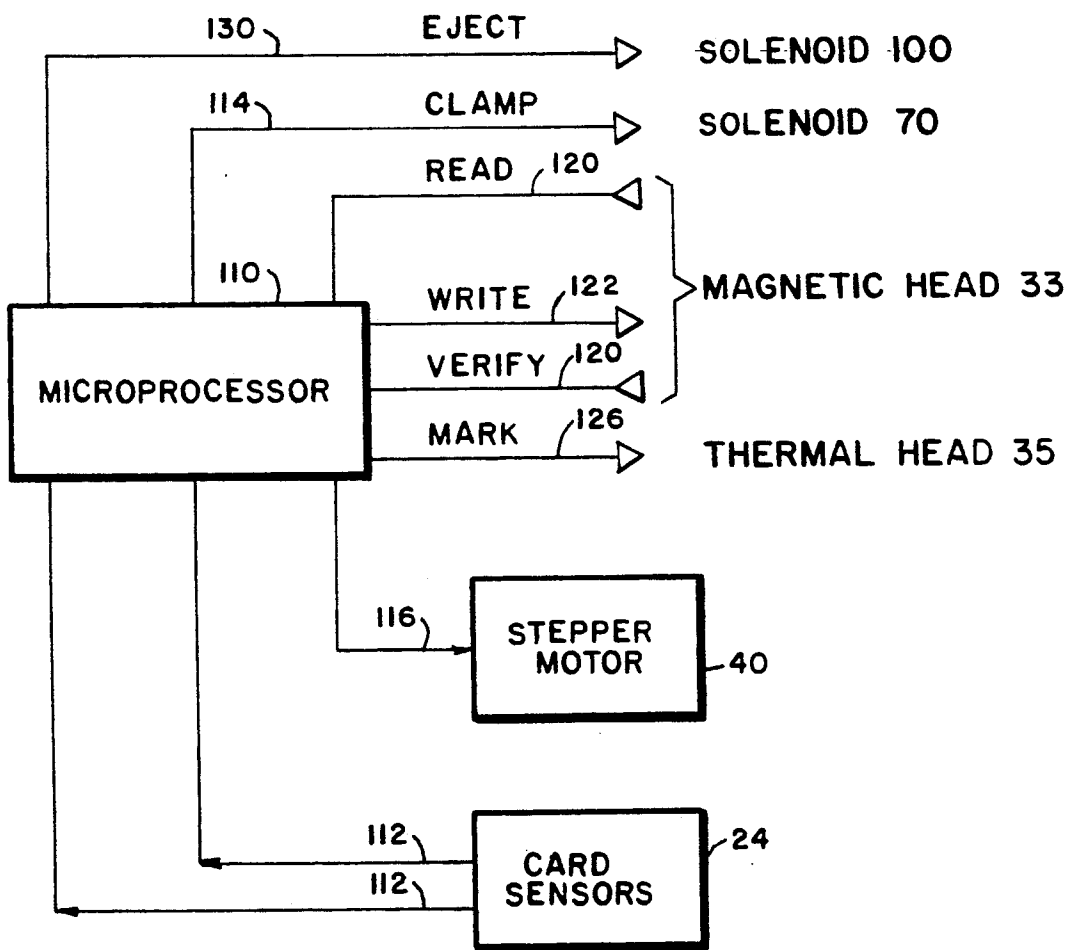 130 EJECT SOLENOID 100
114 CLAMP SOLENOID 70
READ 120
110 WRITE 122 MAGNETIC HEAD 33
MICROPROCESSOR VERIFY 120
MARK 126 THERMAL HEAD 35
116 STEPPER
MOTOR 40
112 CARD 24
112 SENSORS